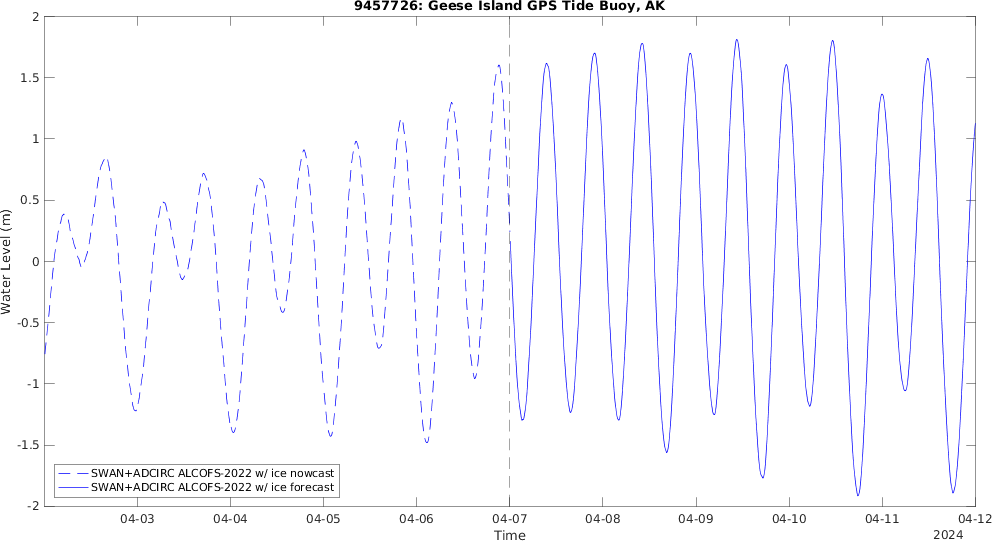 9457726: Geese Island GPS Tide Buoy, AK
Water Level (m)
2
1.5
1
0.5
0
-0.5
-1
-1.5
-2
SWAN+ADCIRC ALCOFS-2022 w/ ice nowcast
SWAN+ADCIRC ALCOFS-2022 w/ ice forecast
04-03 04-04 04-05 04-06 04-07 04-08 04-09 04-10 04-11 04-12
Time
2024